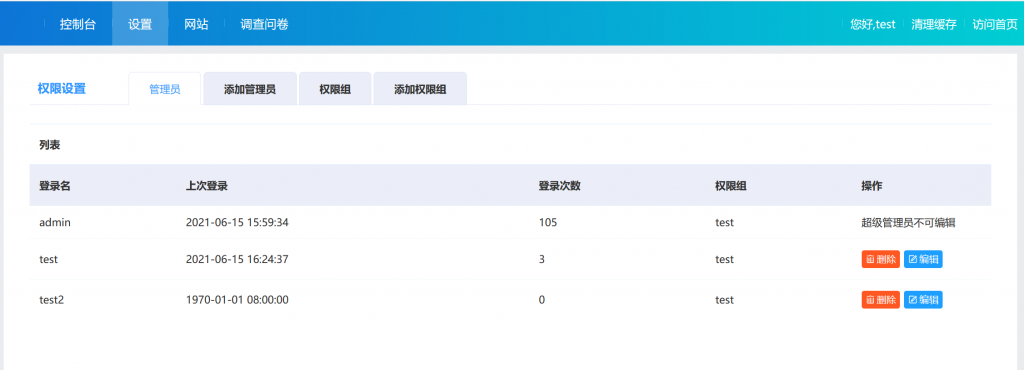 控制台 设置 网站 调查问卷 您好,test 清理缓存 访问首页
权限设置 管理员 添加管理员 权限组 添加权限组
列表
登录名 上次登录 登录次数 权限组 操作
admin 2021-06-15 15:59:34 105 test 超级管理员不可编辑
test 2021-06-15 16:24:37 3 test 删除 编辑
test2 1970-01-01 08:00:00 0 test 删除 编辑